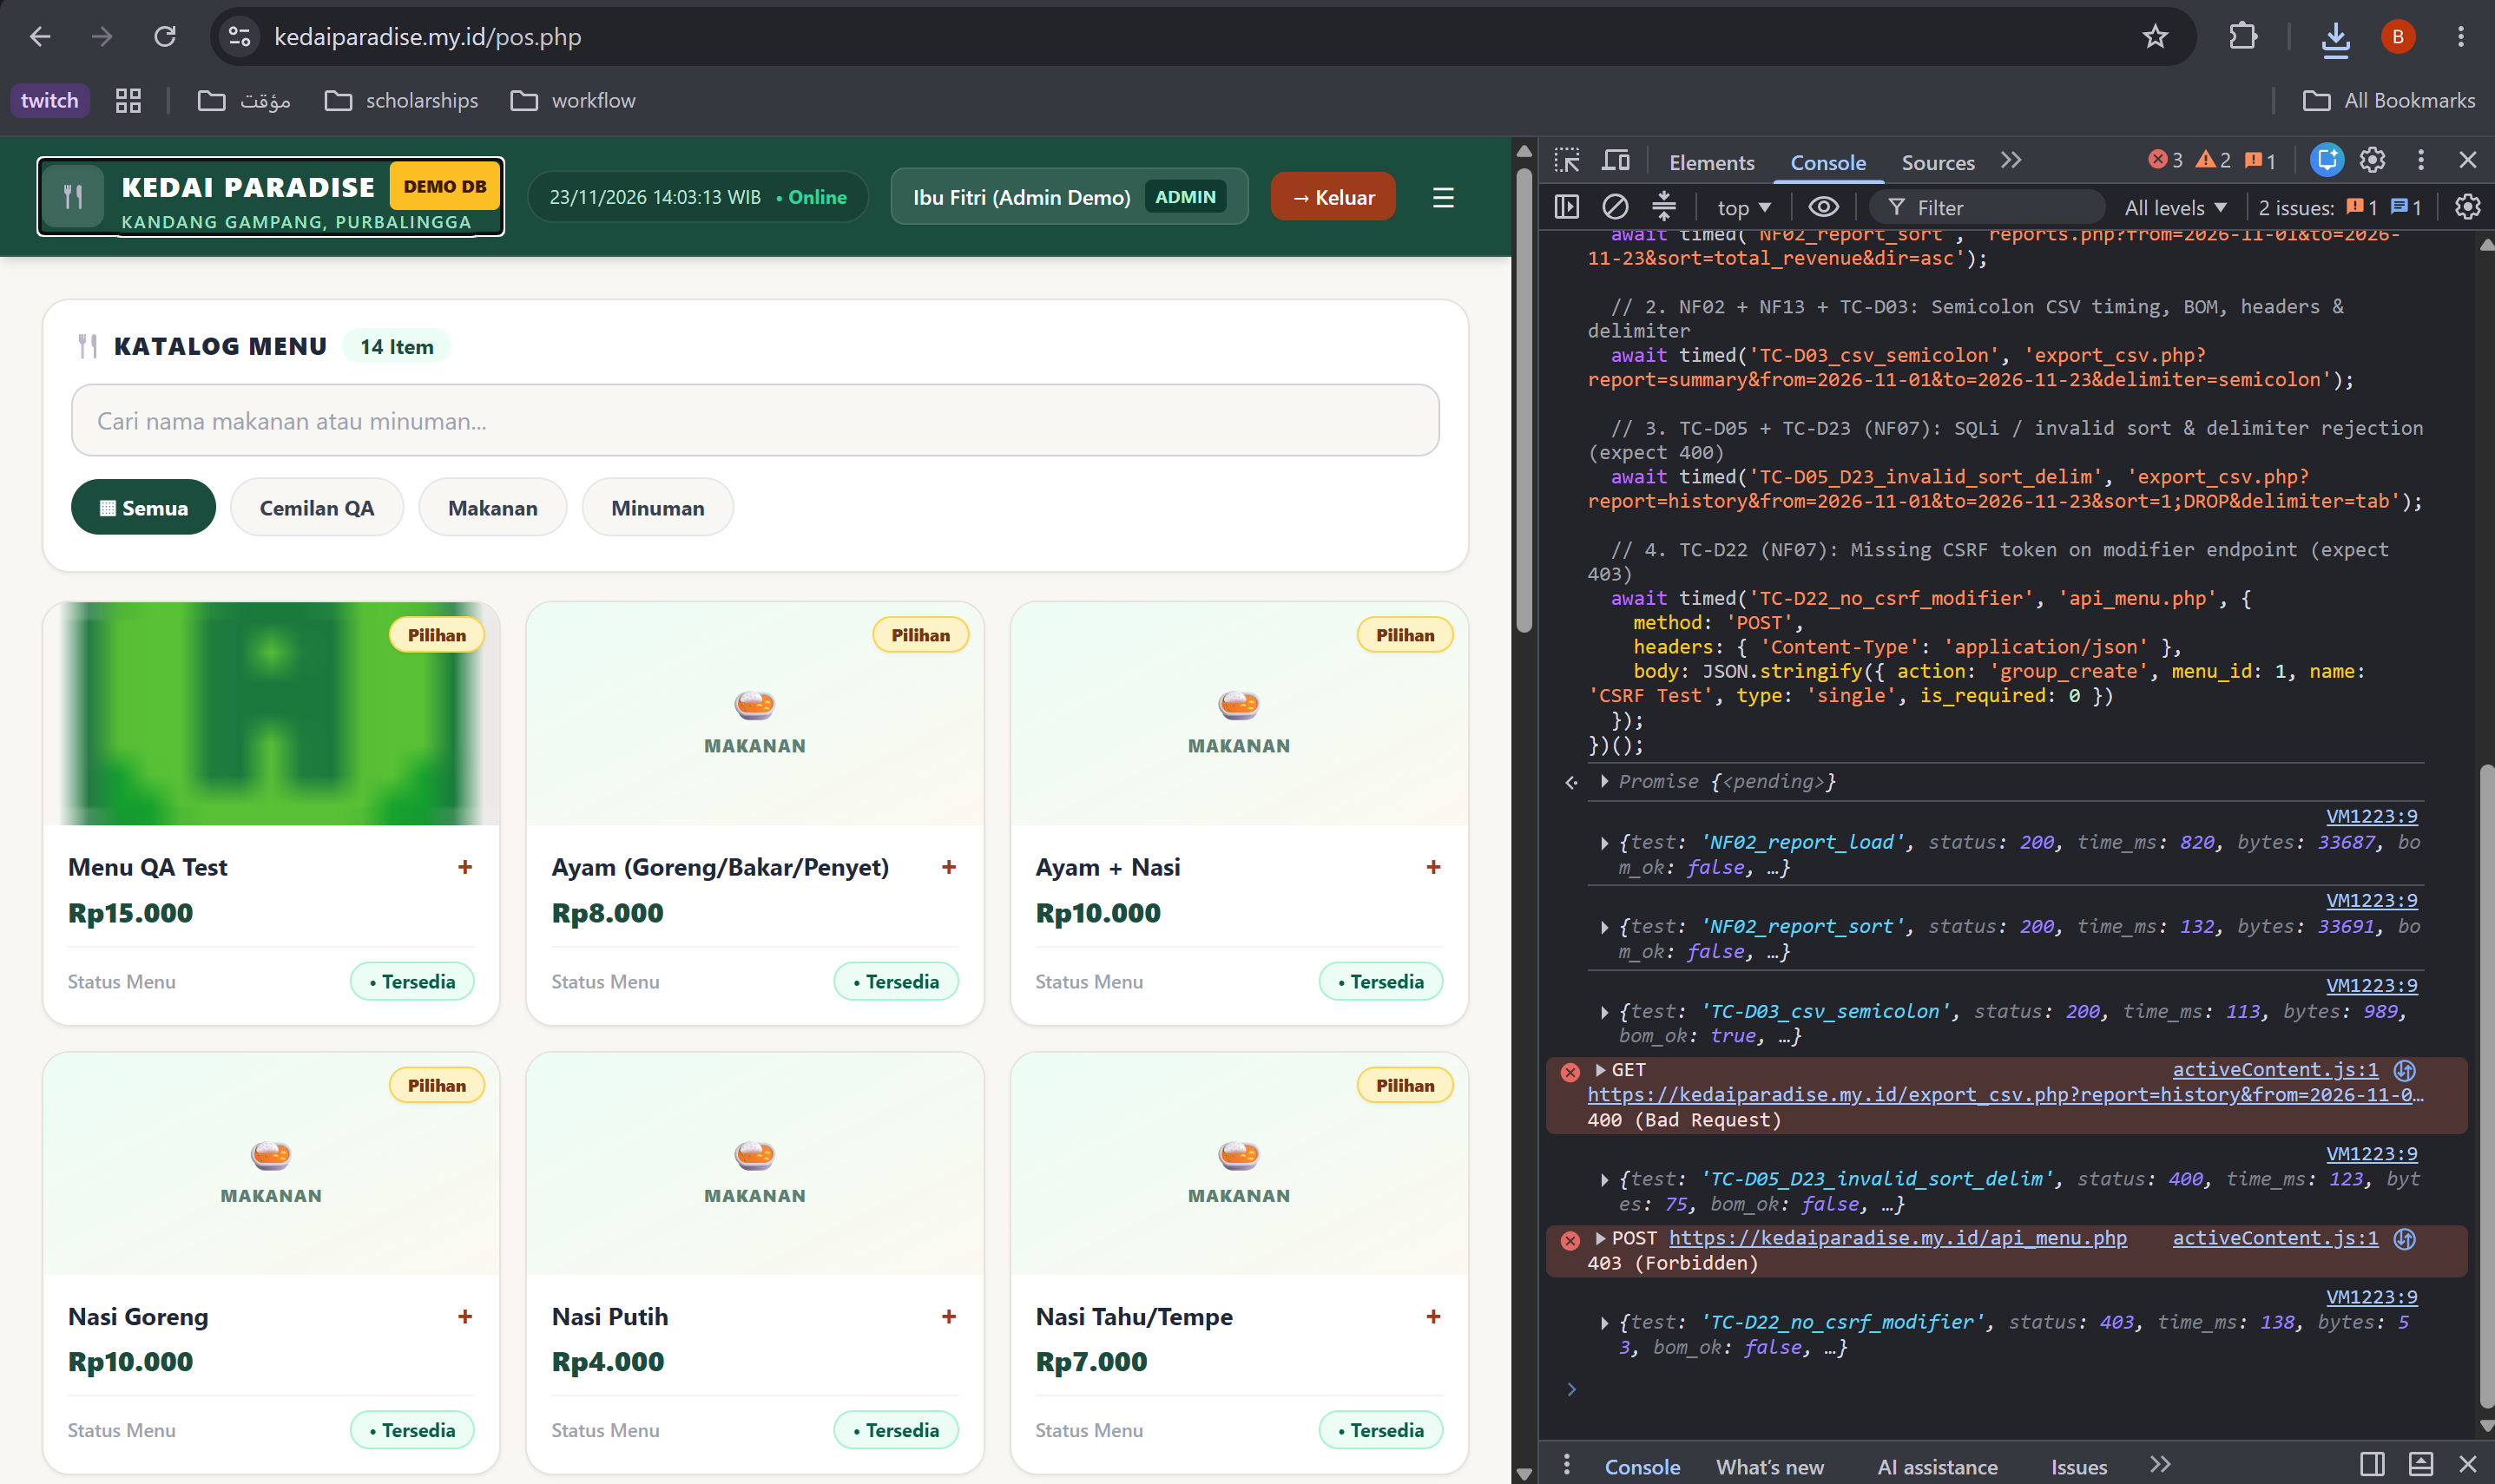 kedaiparadise.my.id/pos.php
B
twitch
مؤقت
scholarships
workflow
All Bookmarks
KEDAI PARADISE
DEMO DB
KANDANG GAMPANG, PURBALINGGA
23/11/2026 14:03:13 WIB • Online
Ibu Fitri (Admin Demo) ADMIN
→ Keluar
KATALOG MENU 14 Item
Cari nama makanan atau minuman...
Semua
Cemilan QA
Makanan
Minuman
Pilihan
Menu QA Test +
Rp15.000
Status Menu • Tersedia
Pilihan
MAKANAN
Ayam (Goreng/Bakar/Penyet) +
Rp8.000
Status Menu • Tersedia
Pilihan
MAKANAN
Ayam + Nasi +
Rp10.000
Status Menu • Tersedia
Pilihan
MAKANAN
Nasi Goreng +
Rp10.000
Status Menu • Tersedia
MAKANAN
Nasi Putih +
Rp4.000
Status Menu • Tersedia
Pilihan
MAKANAN
Nasi Tahu/Tempe +
Rp7.000
Status Menu • Tersedia
Elements
Console
Sources
3
2
1
top
Filter
All levels
2 issues: 1 1
await timed('NF02_report_sort', 'reports.php?from=2026-11-01&to=2026-
11-23&sort=total_revenue&dir=asc');
// 2. NF02 + NF13 + TC-D03: Semicolon CSV timing, BOM, headers &
delimiter
await timed('TC-D03_csv_semicolon', 'export_csv.php?
report=summary&from=2026-11-01&to=2026-11-23&delimiter=semicolon');
// 3. TC-D05 + TC-D23 (NF07): SQLi / invalid sort & delimiter rejection
(expect 400)
await timed('TC-D05_D23_invalid_sort_delim', 'export_csv.php?
report=history&from=2026-11-01&to=2026-11-23&sort=1;DROP&delimiter=tab');
// 4. TC-D22 (NF07): Missing CSRF token on modifier endpoint (expect
403)
await timed('TC-D22_no_csrf_modifier', 'api_menu.php', {
method: 'POST',
headers: { 'Content-Type': 'application/json' },
body: JSON.stringify({ action: 'group_create', menu_id: 1, name:
'CSRF Test', type: 'single', is_required: 0 })
});
})();
Promise {<pending>}
VM1223:9
{test: 'NF02_report_load', status: 200, time_ms: 820, bytes: 33687, bo
m_ok: false, …}
VM1223:9
{test: 'NF02_report_sort', status: 200, time_ms: 132, bytes: 33691, bo
m_ok: false, …}
VM1223:9
{test: 'TC-D03_csv_semicolon', status: 200, time_ms: 113, bytes: 989,
bom_ok: true, …}
GET activeContent.js:1
https://kedaiparadise.my.id/export_csv.php?report=history&from=2026-11-0…
400 (Bad Request)
VM1223:9
{test: 'TC-D05_D23_invalid_sort_delim', status: 400, time_ms: 123, byt
es: 75, bom_ok: false, …}
POST https://kedaiparadise.my.id/api_menu.php activeContent.js:1
403 (Forbidden)
VM1223:9
{test: 'TC-D22_no_csrf_modifier', status: 403, time_ms: 138, bytes: 5
3, bom_ok: false, …}
Console
What's new
AI assistance
Issues